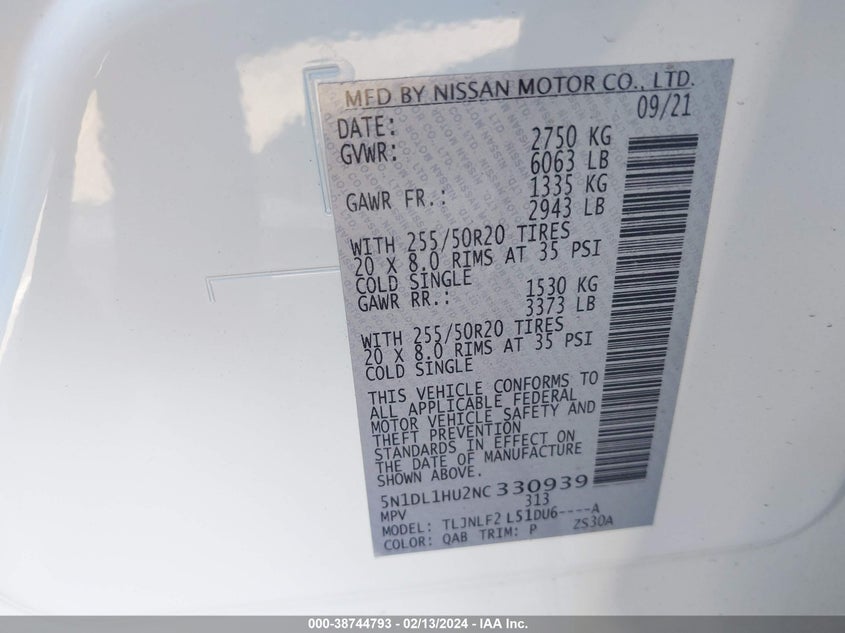 MFD BY NISSAN MOTOR CO., LTD.
DATE: 09/21
GVWR: 2750 KG
6063 LB
GAWR FR.: 1335 KG
2943 LB
WITH 255/50R20 TIRES
20 X 8.0 RIMS AT 35 PSI
COLD SINGLE
GAWR RR.: 1530 KG
3373 LB
WITH 255/50R20 TIRES
20 X 8.0 RIMS AT 35 PSI
COLD SINGLE
THIS VEHICLE CONFORMS TO
ALL APPLICABLE FEDERAL
MOTOR VEHICLE SAFETY AND
THEFT PREVENTION
STANDARDS IN EFFECT ON
THE DATE OF MANUFACTURE
SHOWN ABOVE.
5N1DL1HU2NC330939
MPV 313
MODEL: TLJNLF2 L51DU6----A
COLOR: QAB TRIM: P ZS30A
000-38744793 - 02/13/2024 - IAAI.com